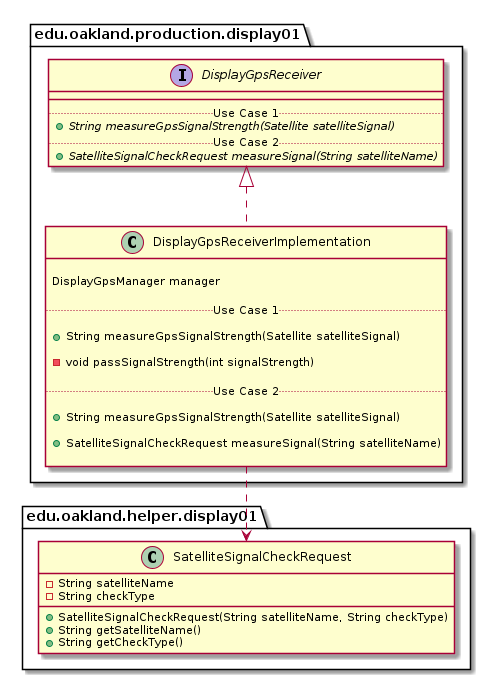 edu.oakland.production.display01
I DisplayGpsReceiver
Use Case 1
String measureGpsSignalStrength(Satellite satelliteSignal)
Use Case 2
SatelliteSignalCheckRequest measureSignal(String satelliteName)
C DisplayGpsReceiverImplementation
DisplayGpsManager manager
Use Case 1
String measureGpsSignalStrength(Satellite satelliteSignal)
void passSignalStrength(int signalStrength)
Use Case 2
String measureGpsSignalStrength(Satellite satelliteSignal)
SatelliteSignalCheckRequest measureSignal(String satelliteName)
edu.oakland.helper.display01
C SatelliteSignalCheckRequest
String satelliteName
String checkType
SatelliteSignalCheckRequest(String satelliteName, String checkType)
String getSatelliteName()
String getCheckType()